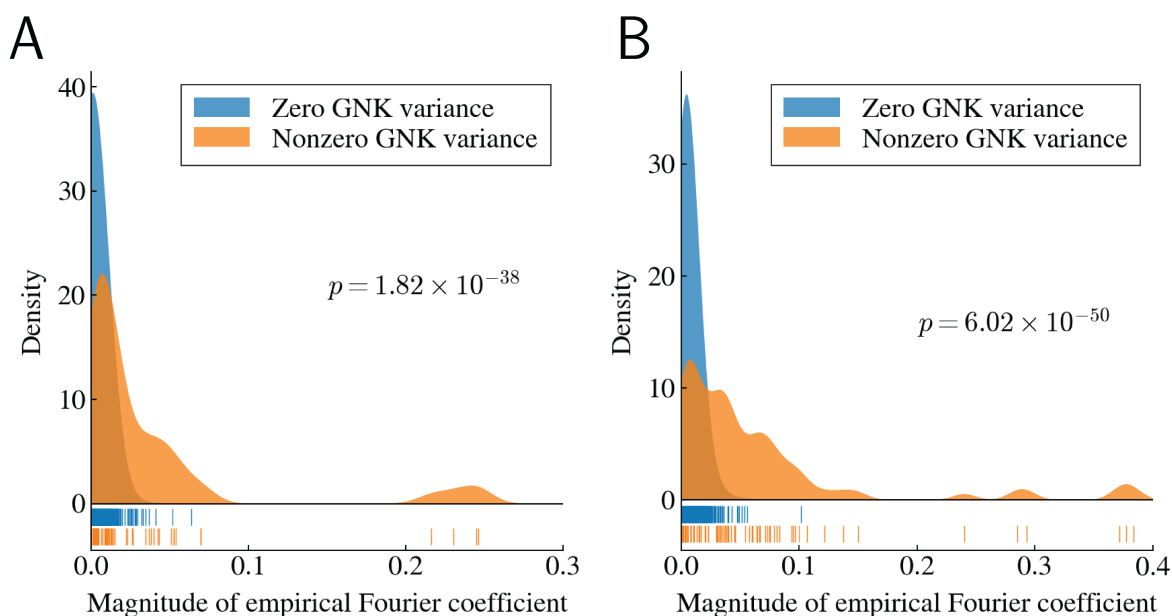 A
40
30
20
10
0
Density
Zero GNK variance
Nonzero GNK variance
p = 1.82 × 10⁻³⁸
0.0 0.1 0.2 0.3
Magnitude of empirical Fourier coefficient
B
30
20
10
0
Density
Zero GNK variance
Nonzero GNK variance
p = 6.02 × 10⁻⁵⁰
0.0 0.1 0.2 0.3 0.4
Magnitude of empirical Fourier coefficient